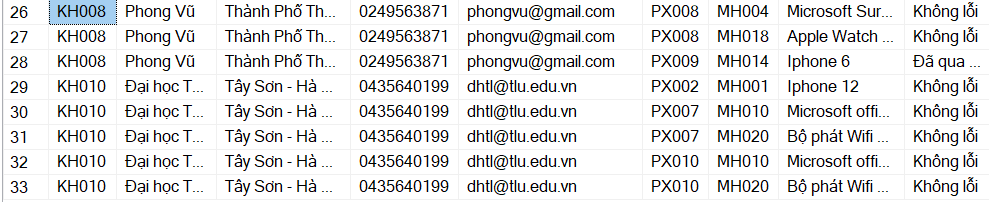 26 KH008 Phong Vũ Thành Phố Th... 0249563871 phongvu@gmail.com PX008 MH004 Microsoft Sur... Không lỗi
27 KH008 Phong Vũ Thành Phố Th... 0249563871 phongvu@gmail.com PX008 MH018 Apple Watch ... Không lỗi
28 KH008 Phong Vũ Thành Phố Th... 0249563871 phongvu@gmail.com PX009 MH014 Iphone 6 Đã qua ...
29 KH010 Đại học T... Tây Sơn - Hà ... 0435640199 dhtl@tlu.edu.vn PX002 MH001 Iphone 12 Không lỗi
30 KH010 Đại học T... Tây Sơn - Hà ... 0435640199 dhtl@tlu.edu.vn PX007 MH010 Microsoft offi... Không lỗi
31 KH010 Đại học T... Tây Sơn - Hà ... 0435640199 dhtl@tlu.edu.vn PX007 MH020 Bộ phát Wifi ... Không lỗi
32 KH010 Đại học T... Tây Sơn - Hà ... 0435640199 dhtl@tlu.edu.vn PX010 MH010 Microsoft offi... Không lỗi
33 KH010 Đại học T... Tây Sơn - Hà ... 0435640199 dhtl@tlu.edu.vn PX010 MH020 Bộ phát Wifi ... Không lỗi